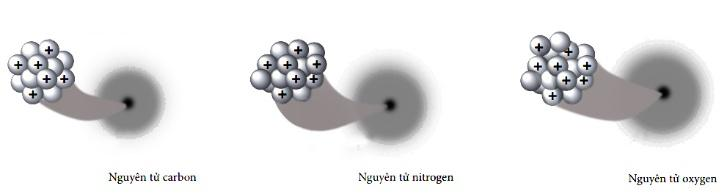 Nguyên tử carbon
Nguyên tử nitrogen
Nguyên tử oxygen